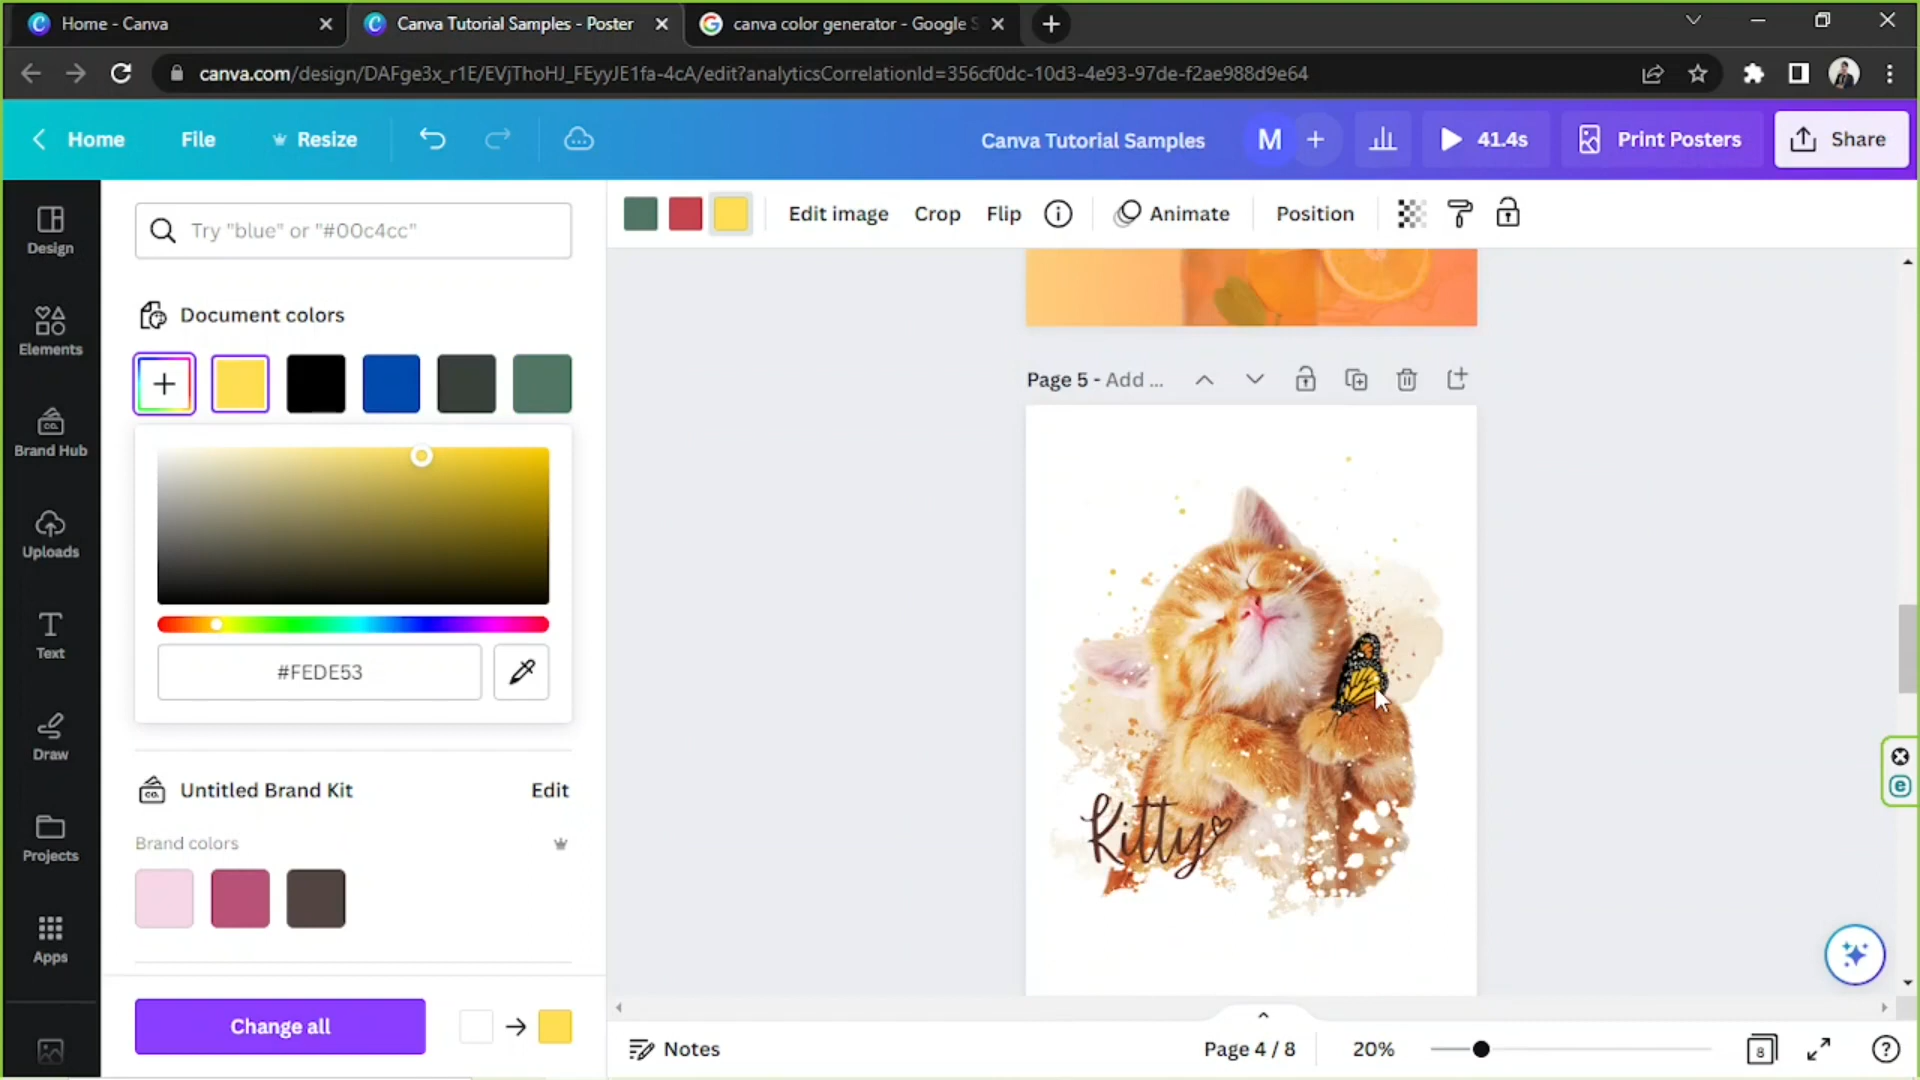 Home - Canva
Canva Tutorial Samples - Poster
canva color generator - Google S
canva.com/design/DAFge3x_r1E/EVjThoHJ_FEyyJE1fa-4cA/edit?analyticsCorrelationId=356cf0dc-10d3-4e93-97de-f2ae988d9e64
Home
File
Resize
Canva Tutorial Samples
M
41.4s
Print Posters
Share
Design
Elements
Brand Hub
Uploads
Text
Draw
Projects
Apps
Try "blue" or "#00c4cc"
Document colors
#FEDE53
Untitled Brand Kit
Edit
Brand colors
Change all
Edit image
Crop
Flip
Animate
Position
Page 5 - Add ...
Kitty
Notes
Page 4 / 8
20%
8